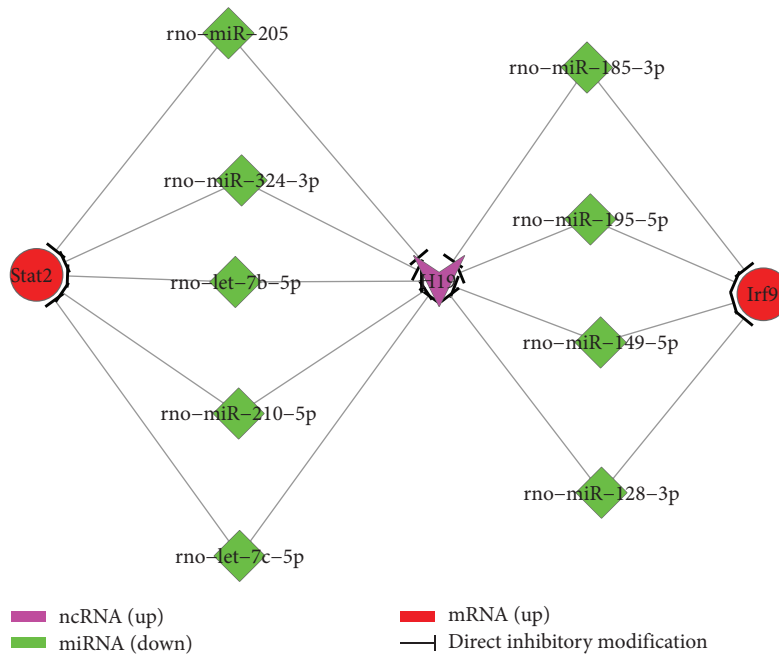 rno−miR−205
rno−miR−185−3p
rno−miR−324−3p
rno−miR−195−5p
Stat2
rno−let−7b−5p
H19
Irf9
rno−miR−149−5p
rno−miR−210−5p
rno−miR−128−3p
rno−let−7c−5p
ncRNA (up)
mRNA (up)
miRNA (down)
Direct inhibitory modification